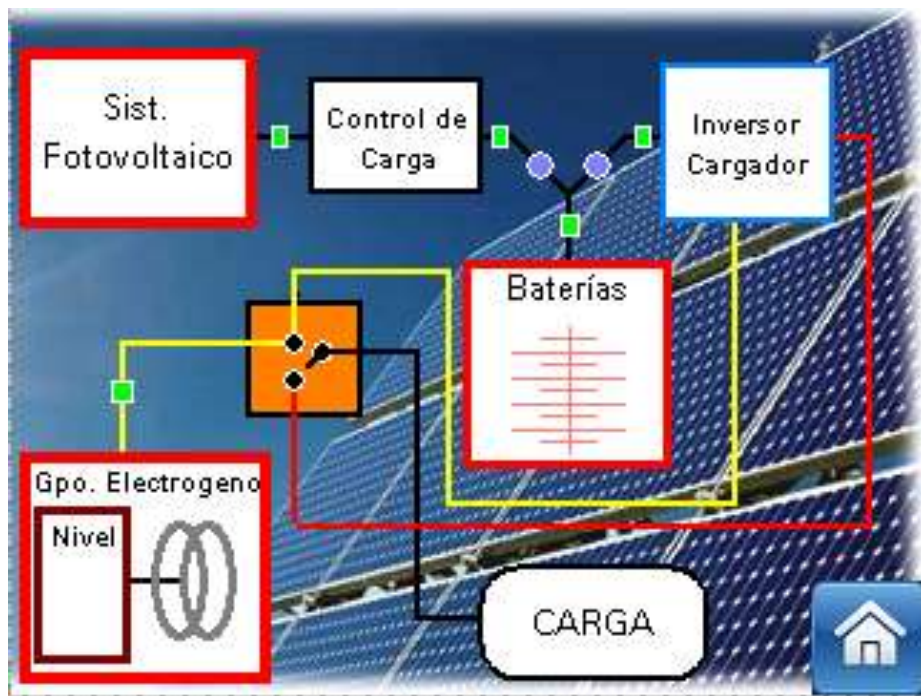 Sist.
Fotovoltaico
Control de
Carga
Inversor
Cargador
Baterías
Gpo. Electrogeno
Nivel
CARGA